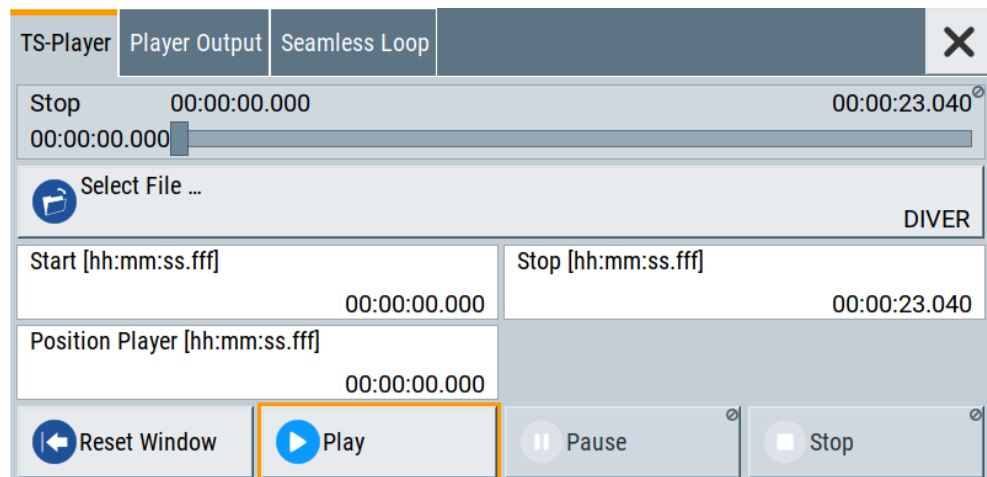 TS-Player Player Output Seamless Loop
Stop 00:00:00.000 00:00:23.040
00:00:00.000
Select File ...
DIVER
Start [hh:mm:ss.fff] Stop [hh:mm:ss.fff]
00:00:00.000 00:00:23.040
Position Player [hh:mm:ss.fff]
00:00:00.000
Reset Window Play Pause Stop